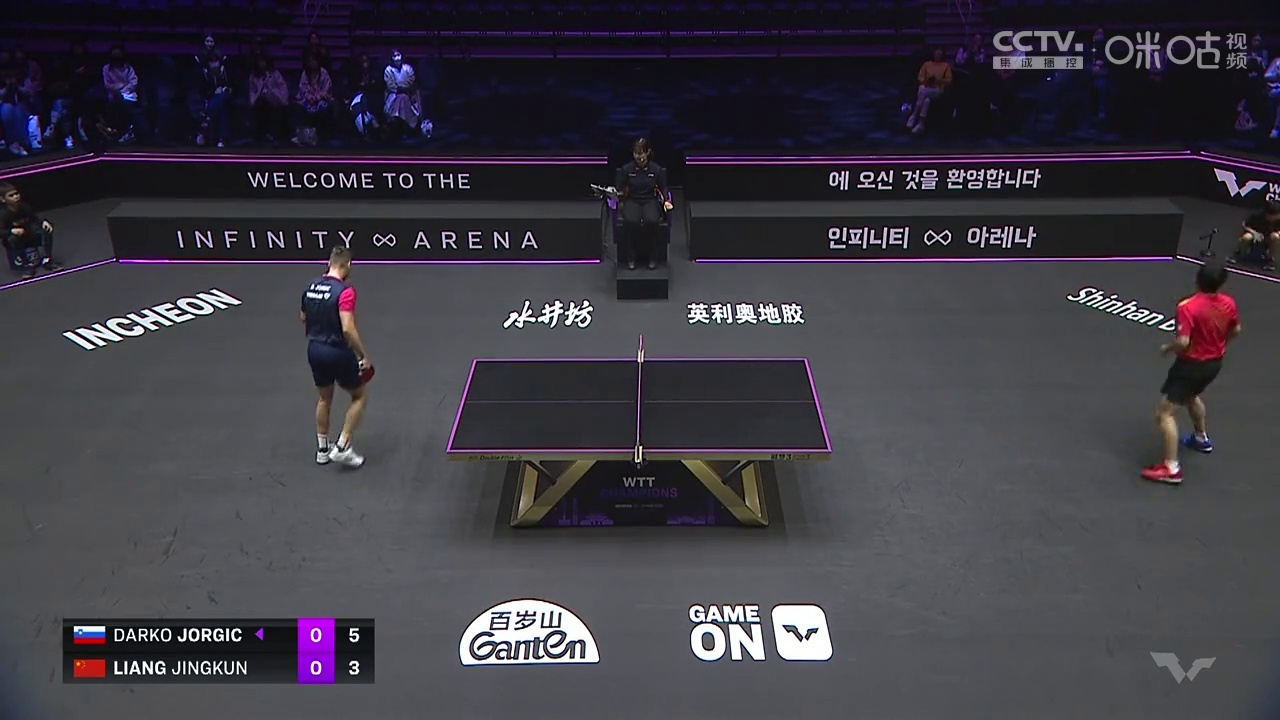 CCTV. 咪咕 视频
集成播控
WELCOME TO THE
에 오신 것을 환영합니다
INFINITY ∞ ARENA
인피니티 ∞ 아레나
INCHEON
水井坊
英利奥地胶
Shinhan
WTT
CHAMPIONS
百岁山
Ganten
GAME
ON
DARKO JORGIC 0 5
LIANG JINGKUN 0 3